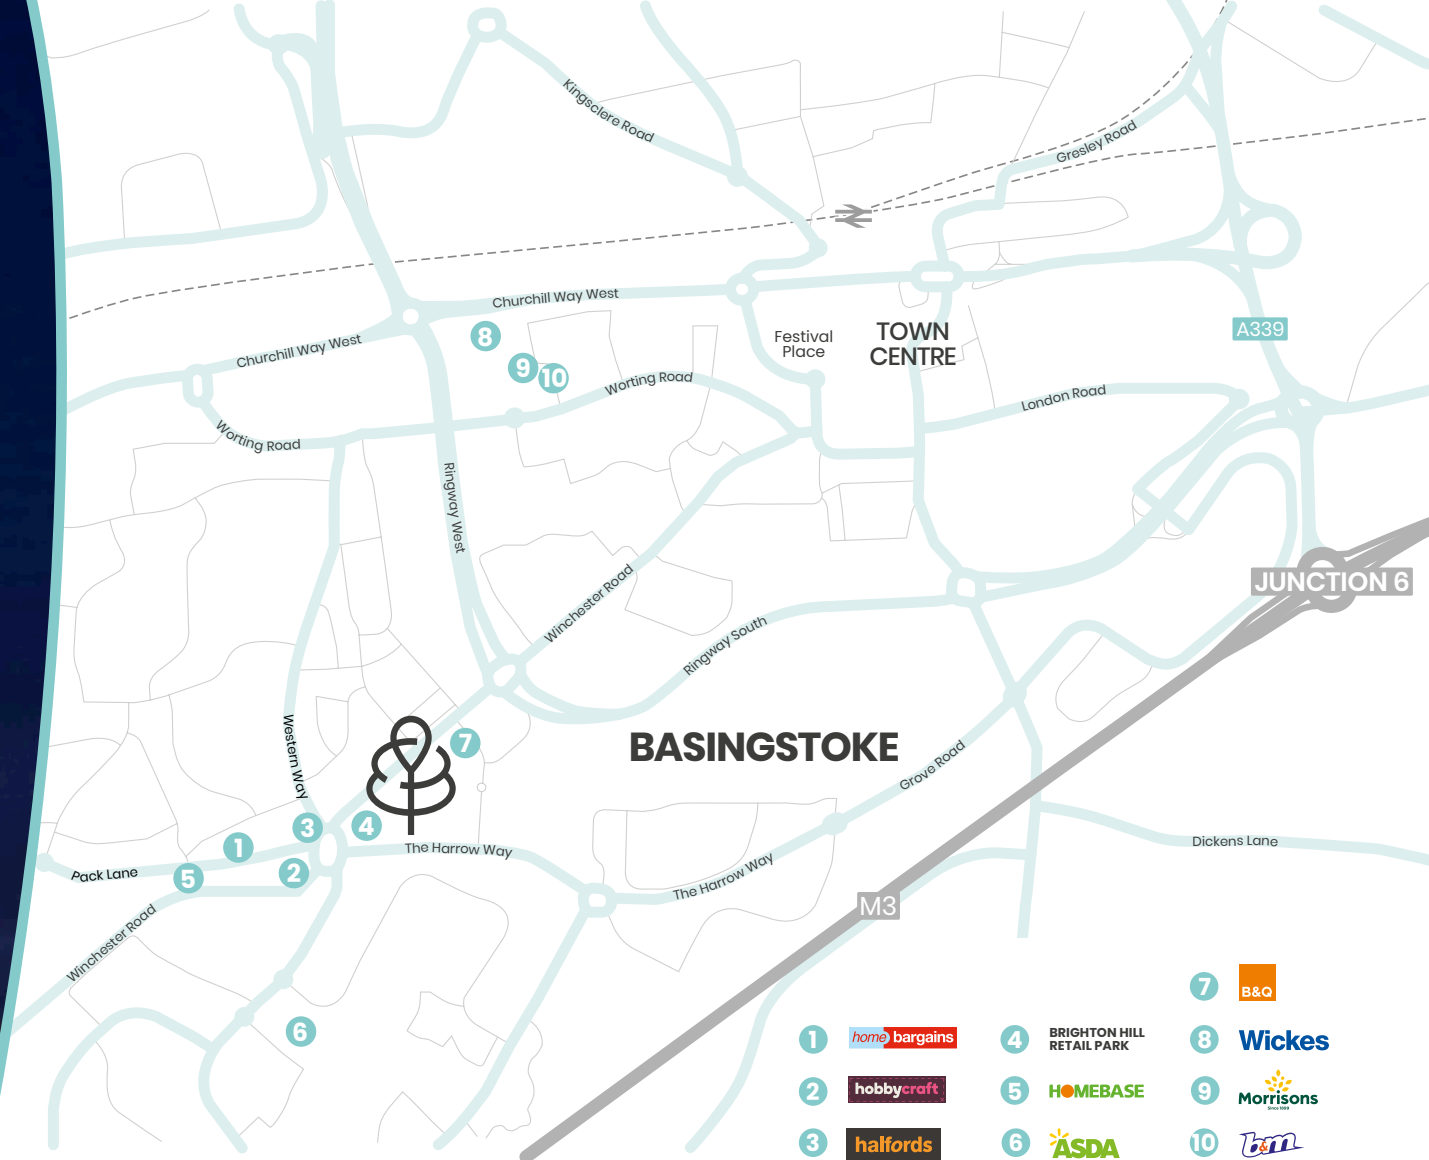 Kingsclere Road
Gresley Road
Churchill Way West
Churchill Way West
A339
Festival
Place
TOWN
CENTRE
8
9
10
Worting Road
Worting Road
London Road
Ringway West
JUNCTION 6
Winchester Road
Ringway South
Western Way
7
BASINGSTOKE
Grove Road
3
4
1
2
5
Pack Lane
The Harrow Way
The Harrow Way
Dickens Lane
M3
Winchester Road
6
1 home bargains
2 hobbycraft
3 halfords
4 BRIGHTON HILL
RETAIL PARK
5 HOMEBASE
6 ASDA
7 B&Q
8 Wickes
9 Morrisons
Since 1899
10 b&m